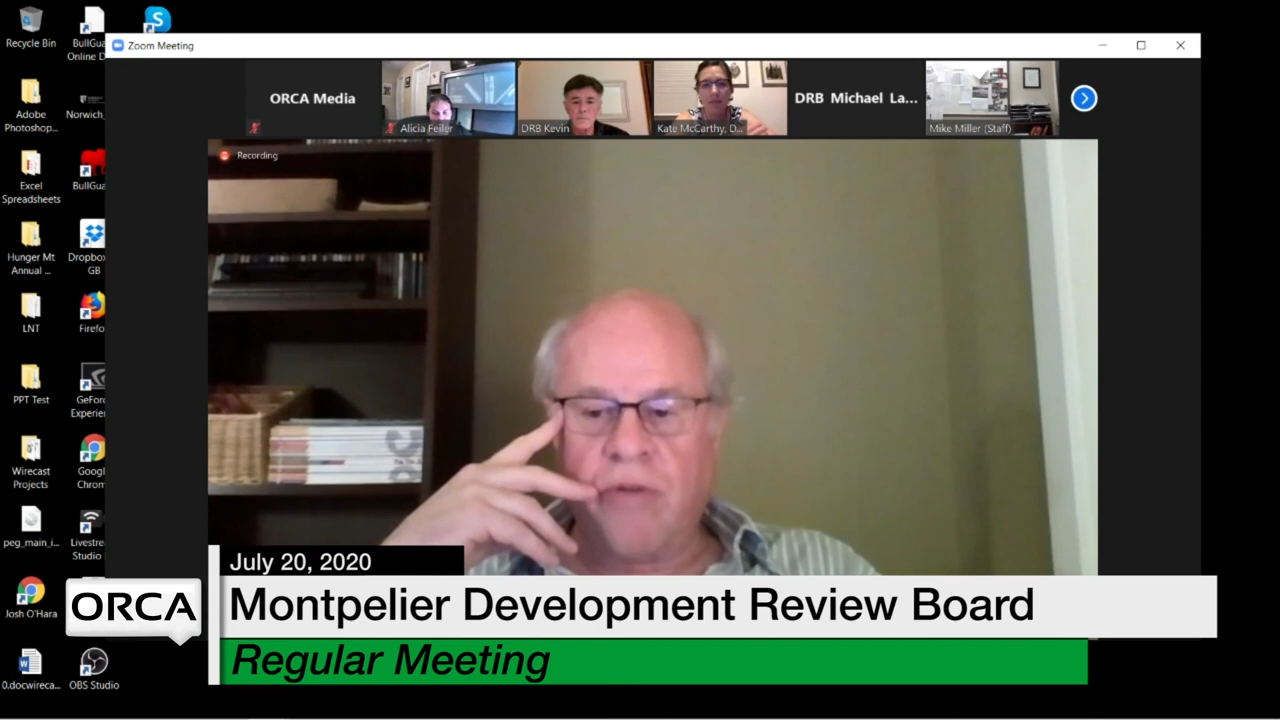 Recycle Bin
BullGua
Online D
Zoom Meeting
Adobe
Photoshop...
Norwich_
ORCA Media
Alicia Feiler
DRB Kevin
Kate McCarthy, D...
DRB Michael La...
Mike Miller (Staff)
Recording
Excel
Spreadsheets
BullGua
Hunger Mt
Annual ...
Dropbox
GB
LNT
Firefo
PPT Test
GeForc
Experie
Wirecast
Projects
Googl
Chrom
peg_main_i...
Livestre
Studio
Josh O'Hara
0.docwireca...
OBS Studio
July 20, 2020
ORCA
Montpelier Development Review Board
Regular Meeting